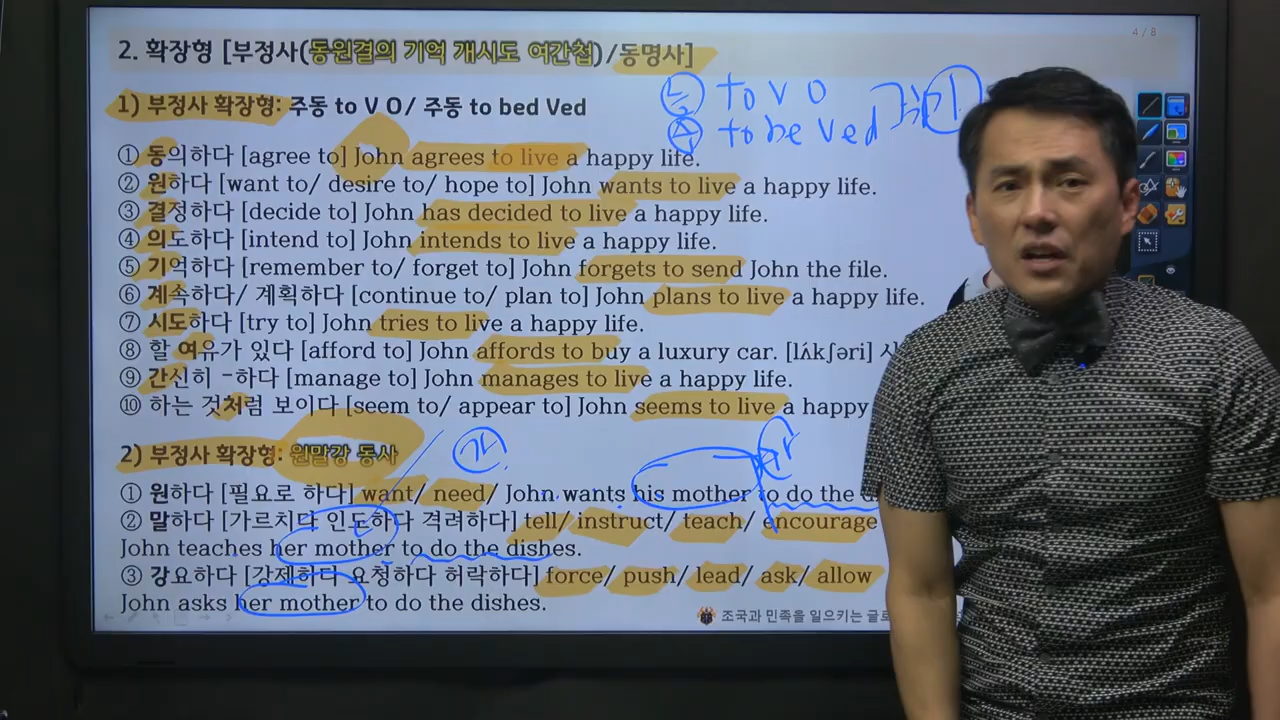 4 / 8
2. 확장형 [부정사(동원결의 기억 개시도 여간첩)/동명사]
to V O
to be Ved
1) 부정사 확장형: 주동 to V O/ 주동 to bed Ved
① 동의하다 [agree to] John agrees to live a happy life.
② 원하다 [want to/ desire to/ hope to] John wants to live a happy life.
③ 결정하다 [decide to] John has decided to live a happy life.
④ 의도하다 [intend to] John intends to live a happy life.
⑤ 기억하다 [remember to/ forget to] John forgets to send John the file.
⑥ 계속하다/ 계획하다 [continue to/ plan to] John plans to live a happy life.
⑦ 시도하다 [try to] John tries to live a happy life.
⑧ 할 여유가 있다 [afford to] John affords to buy a luxury car. [lʌ́kʃəri] 사
⑨ 간신히 -하다 [manage to] John manages to live a happy life.
⑩ 하는 것처럼 보이다 [seem to/ appear to] John seems to live a happy
2) 부정사 확장형: 원말강 동사
① 원하다 [필요로 하다] want/ need/ John wants his mother to do the
② 말하다 [가르치다 인도하다 격려하다] tell/ instruct/ teach/ encourage
John teaches her mother to do the dishes.
③ 강요하다 [강제하다 요청하다 허락하다] force/ push/ lead/ ask/ allow
John asks her mother to do the dishes.
조국과 민족을 일으키는 글로